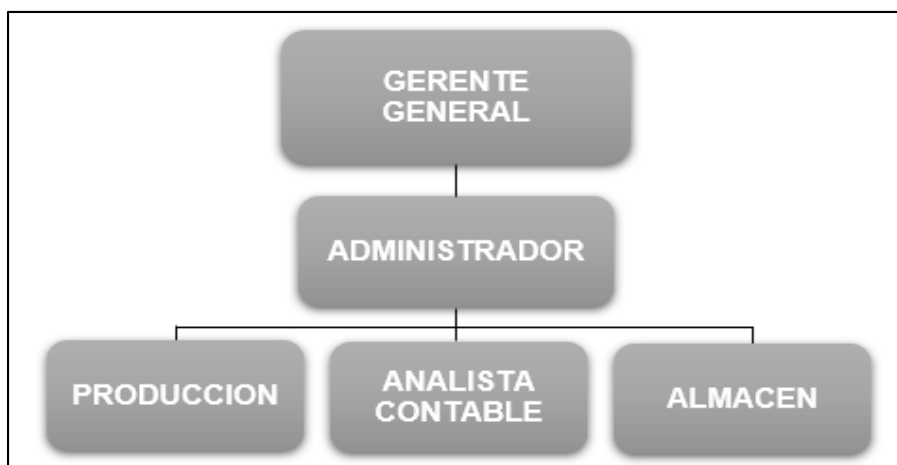 GERENTE
GENERAL
ADMINISTRADOR
PRODUCCION
ANALISTA
CONTABLE
ALMACEN